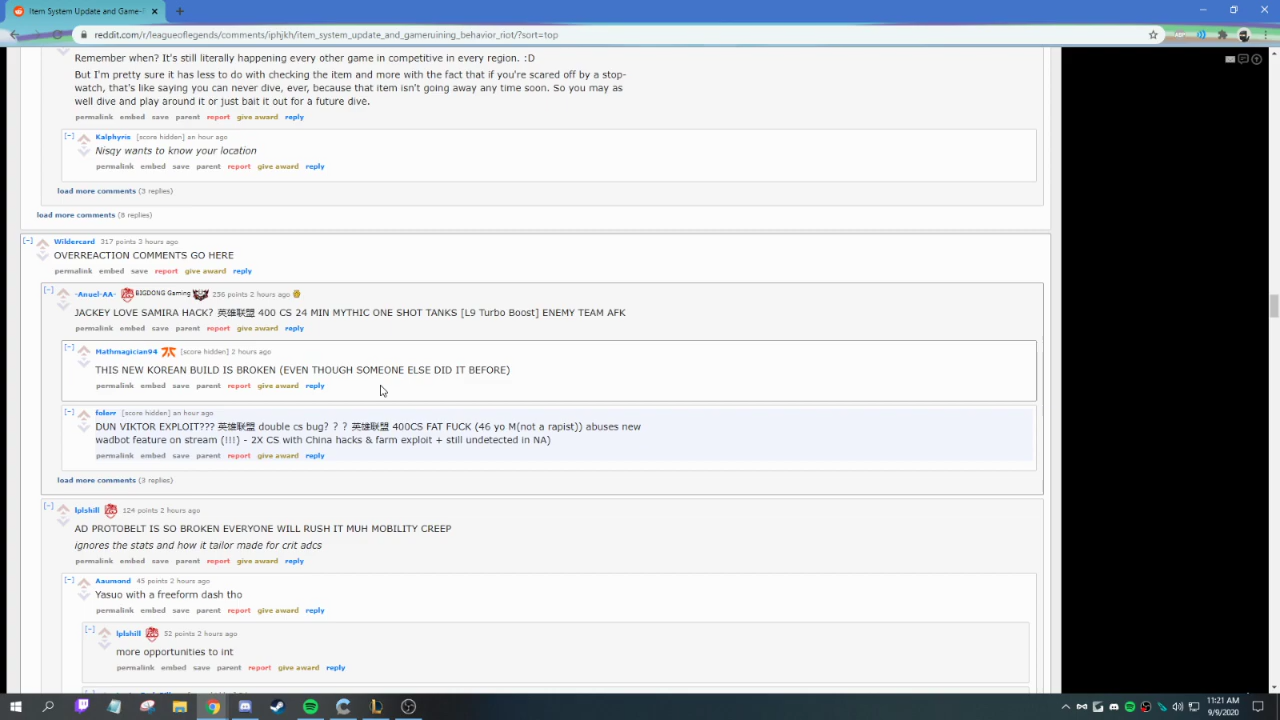 Item System Update and Game-
reddit.com/r/leagueoflegends/comments/iphjkh/item_system_update_and_gameruining_behavior_riot/?sort=top
Remember when? It's still literally happening every other game in competitive in every region. :D
But I'm pretty sure it has less to do with checking the item and more with the fact that if you're scared off by a stop-
watch, that's like saying you can never dive, ever, because that item isn't going away any time soon. So you may as
well dive and play around it or just bait it out for a future dive.
permalink embed save parent report give award reply
[-] Kalphyris [score hidden] an hour ago
Nisqy wants to know your location
permalink embed save parent report give award reply
load more comments (3 replies)
load more comments (8 replies)
[-] Wildercard 317 points 3 hours ago
OVERREACTION COMMENTS GO HERE
permalink embed save report give award reply
[-] -Anuel-AA- BIGDONG Gaming 236 points 2 hours ago
JACKEY LOVE SAMIRA HACK? 英雄联盟 400 CS 24 MIN MYTHIC ONE SHOT TANKS [L9 Turbo Boost] ENEMY TEAM AFK
permalink embed save parent report give award reply
[-] Mathmagician94 [score hidden] 2 hours ago
THIS NEW KOREAN BUILD IS BROKEN (EVEN THOUGH SOMEONE ELSE DID IT BEFORE)
permalink embed save parent report give award reply
[-] folorr [score hidden] an hour ago
DUN VIKTOR EXPLOIT??? 英雄联盟 double cs bug? ? ? 英雄联盟 400CS FAT FUCK (46 yo M(not a rapist)) abuses new
wadbot feature on stream (!!!) - 2X CS with China hacks & farm exploit + still undetected in NA)
permalink embed save parent report give award reply
load more comments (3 replies)
[-] lplshill 124 points 2 hours ago
AD PROTOBELT IS SO BROKEN EVERYONE WILL RUSH IT MUH MOBILITY CREEP
ignores the stats and how it tailor made for crit adcs
permalink embed save parent report give award reply
[-] Aaumond 45 points 2 hours ago
Yasuo with a freeform dash tho
permalink embed save parent report give award reply
[-] lplshill 52 points 2 hours ago
more opportunities to int
permalink embed save parent report give award reply
11:21 AM
9/9/2020